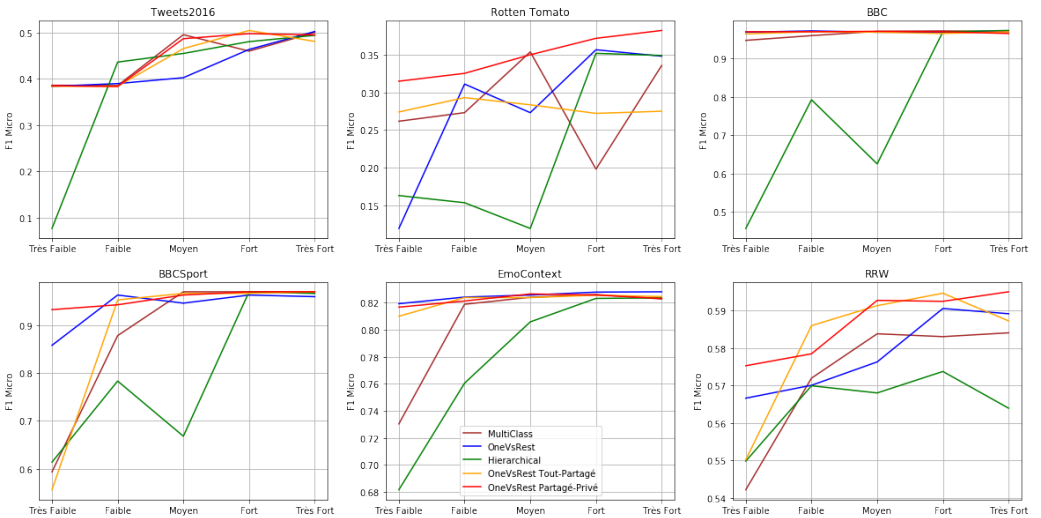 Tweets2016
F1 Micro
0.5
0.4
0.3
0.2
0.1
Très Faible Faible Moyen Fort Très Fort
Rotten Tomato
F1 Micro
0.35
0.30
0.25
0.20
0.15
Très Faible Faible Moyen Fort Très Fort
BBC
F1 Micro
0.9
0.8
0.7
0.6
0.5
Très Faible Faible Moyen Fort Très Fort
BBCSport
F1 Micro
0.9
0.8
0.7
0.6
Très Faible Faible Moyen Fort Très Fort
EmoContext
F1 Micro
0.82
0.80
0.78
0.76
0.74
0.72
0.70
0.68
MultiClass
OneVsRest
Hierarchical
OneVsRest Tout-Partagé
OneVsRest Partagé-Privé
Très Faible Faible Moyen Fort Très Fort
RRW
F1 Micro
0.59
0.58
0.57
0.56
0.55
0.54
Très Faible Faible Moyen Fort Très Fort